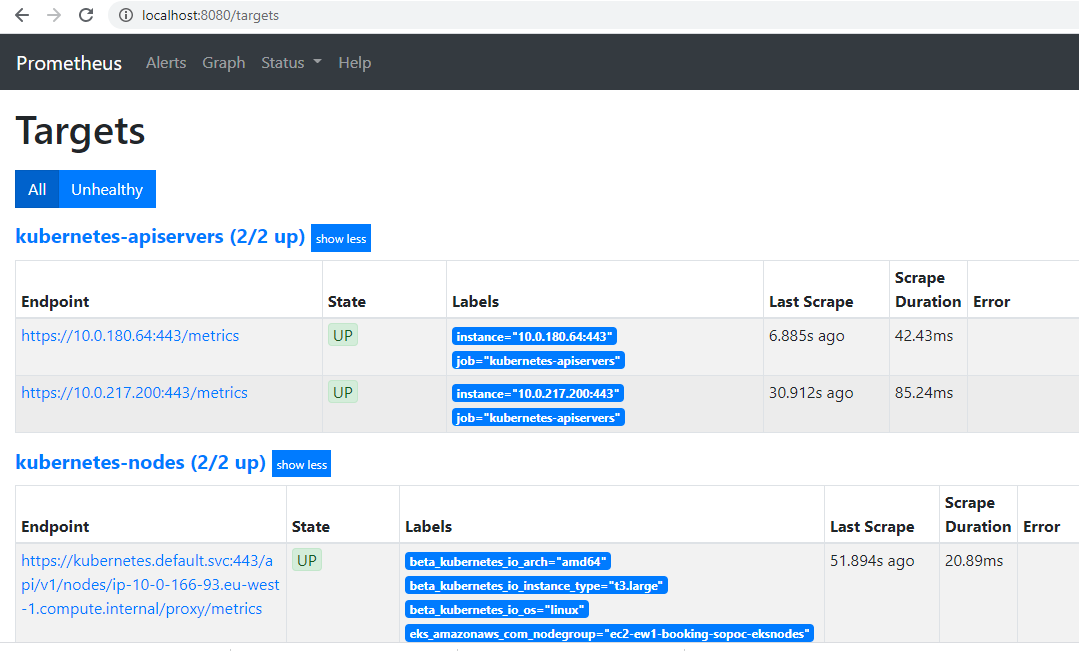 localhost:8080/targets
Prometheus Alerts Graph Status Help
Targets
All Unhealthy
kubernetes-apiservers (2/2 up) show less
Endpoint State Labels Last Scrape Scrape Duration Error
https://10.0.180.64:443/metrics UP instance="10.0.180.64:443" 6.885s ago 42.43ms
job="kubernetes-apiservers"
https://10.0.217.200:443/metrics UP instance="10.0.217.200:443" 30.912s ago 85.24ms
job="kubernetes-apiservers"
kubernetes-nodes (2/2 up) show less
Endpoint State Labels Last Scrape Scrape Duration Error
https://kubernetes.default.svc:443/a UP beta_kubernetes_io_arch="amd64" 51.894s ago 20.89ms
pi/v1/nodes/ip-10-0-166-93.eu-west beta_kubernetes_io_instance_type="t3.large"
-1.compute.internal/proxy/metrics beta_kubernetes_io_os="linux"
eks_amazonaws_com_nodegroup="ec2-ew1-booking-sopoc-eksnodes"